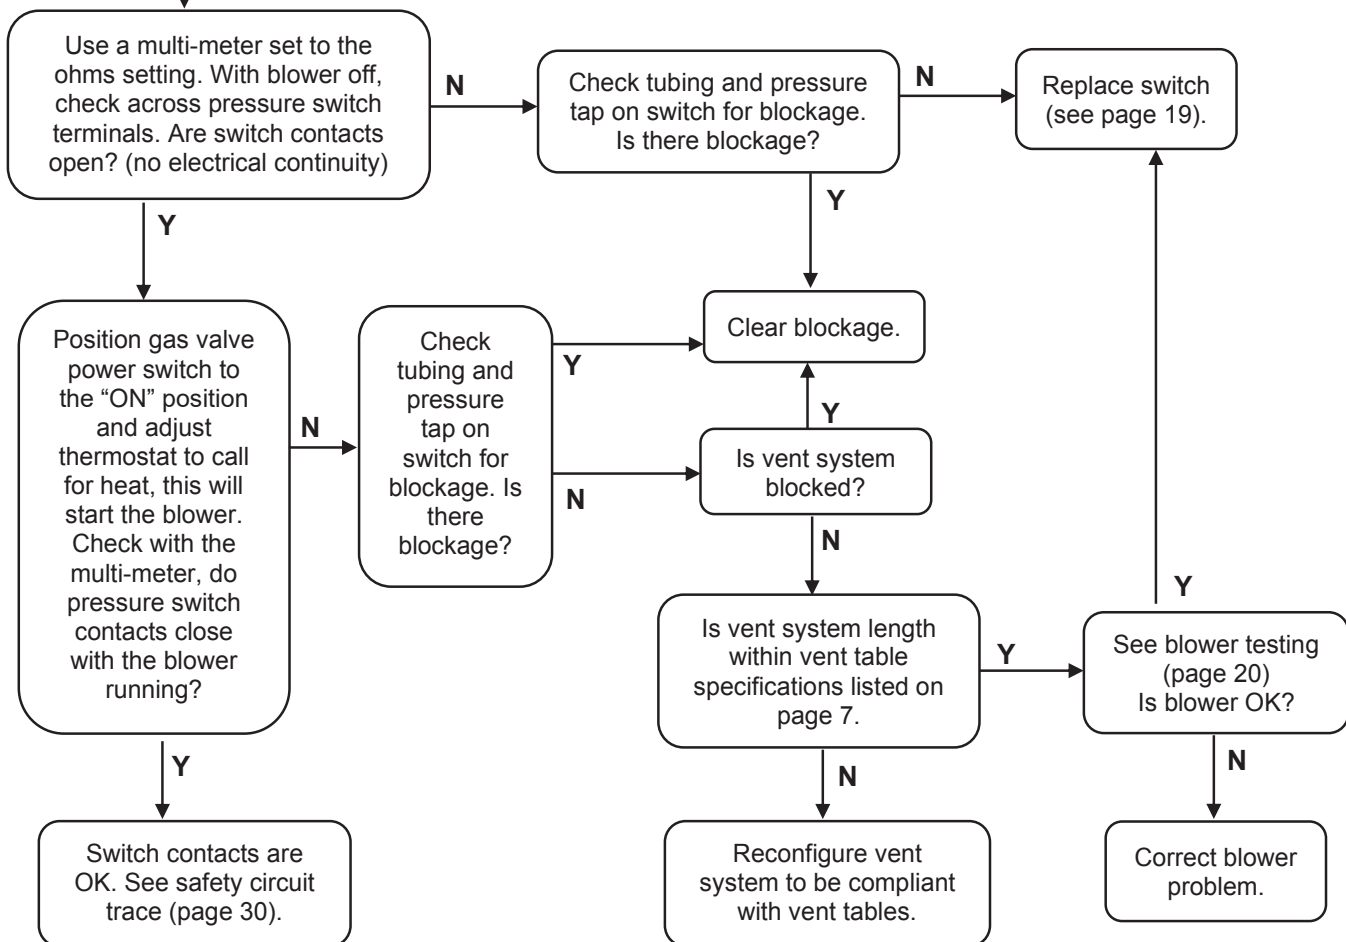 Use a multi-meter set to the
ohms setting. With blower off,
check across pressure switch
terminals. Are switch contacts
open? (no electrical continuity)
N
Check tubing and pressure
tap on switch for blockage.
Is there blockage?
N
Replace switch
(see page 19).
Y
Y
Position gas valve
power switch to
the “ON” position
and adjust
thermostat to call
for heat, this will
start the blower.
Check with the
multi-meter, do
pressure switch
contacts close
with the blower
running?
N
Check
tubing and
pressure
tap on
switch for
blockage. Is
there
blockage?
Y
N
Clear blockage.
Y
Is vent system
blocked?
N
Is vent system length
within vent table
specifications listed on
page 7.
Y
Y
See blower testing
(page 20)
Is blower OK?
Y
N
N
Switch contacts are
OK. See safety circuit
trace (page 30).
Reconfigure vent
system to be compliant
with vent tables.
Correct blower
problem.